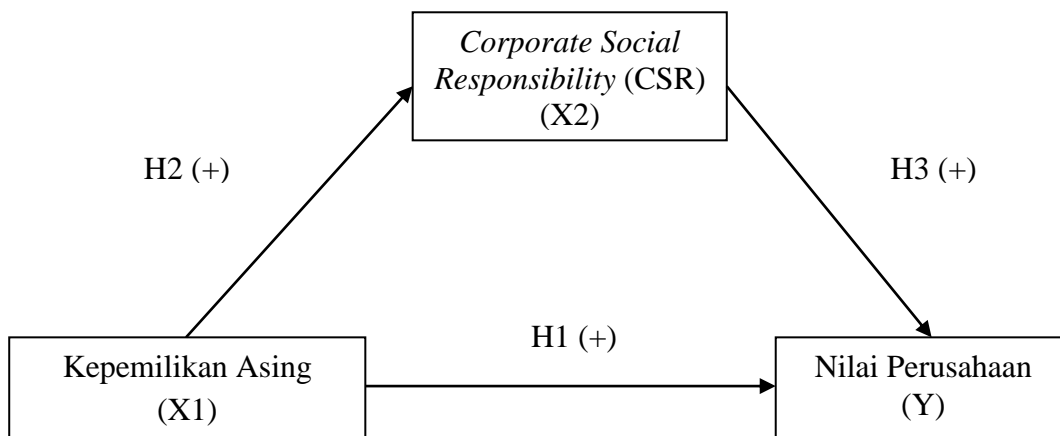 Corporate Social
Responsibility (CSR)
(X2)
H2 (+)
H3 (+)
H1 (+)
Kepemilikan Asing
(X1)
Nilai Perusahaan
(Y)